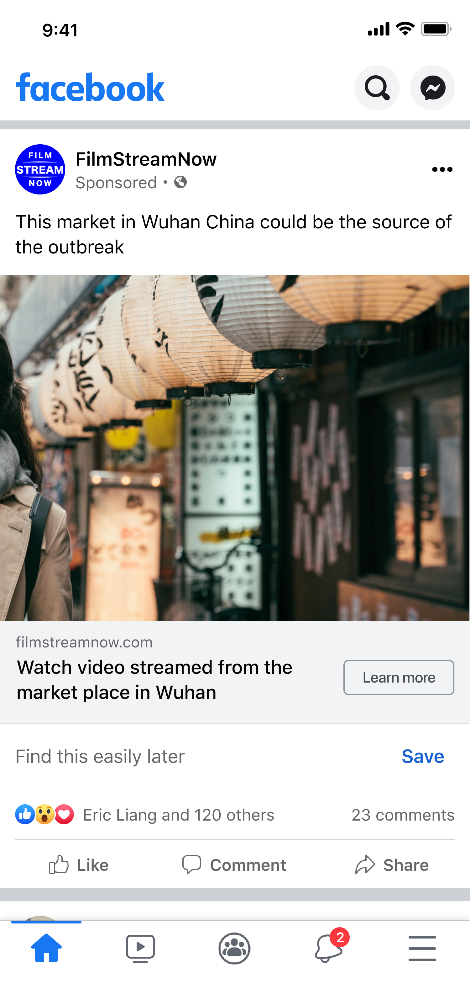 9:41
facebook
FILM
STREAM
NOW
FilmStreamNow
Sponsored •
This market in Wuhan China could be the source of
the outbreak
filmstreamnow.com
Watch video streamed from the
market place in Wuhan
Learn more
Find this easily later
Save
Eric Liang and 120 others
23 comments
Like
Comment
Share
2